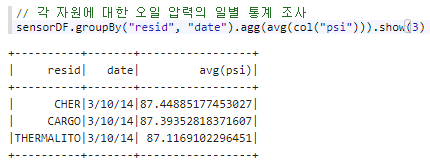 // 각 자원에 대한 오일 압력의 일별 통계 조사
sensorDF.groupBy("resid", "date").agg(avg(col("psi"))).show(3)
+----------+-------+-----------------+
|     resid|   date|         avg(psi)|
+----------+-------+-----------------+
|      CHER|3/10/14|87.44885177453027|
|     CARGO|3/10/14|87.39352818371607|
|THERMALITO|3/10/14| 87.1169102296451|
+----------+-------+-----------------+